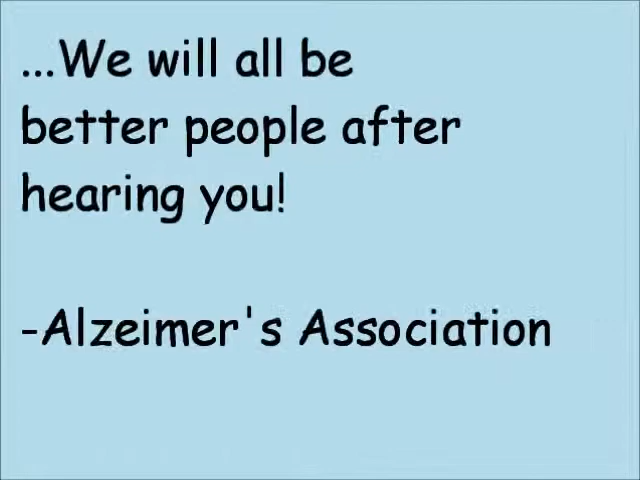 ...We will all be
better people after
hearing you!
-Alzeimer's Association